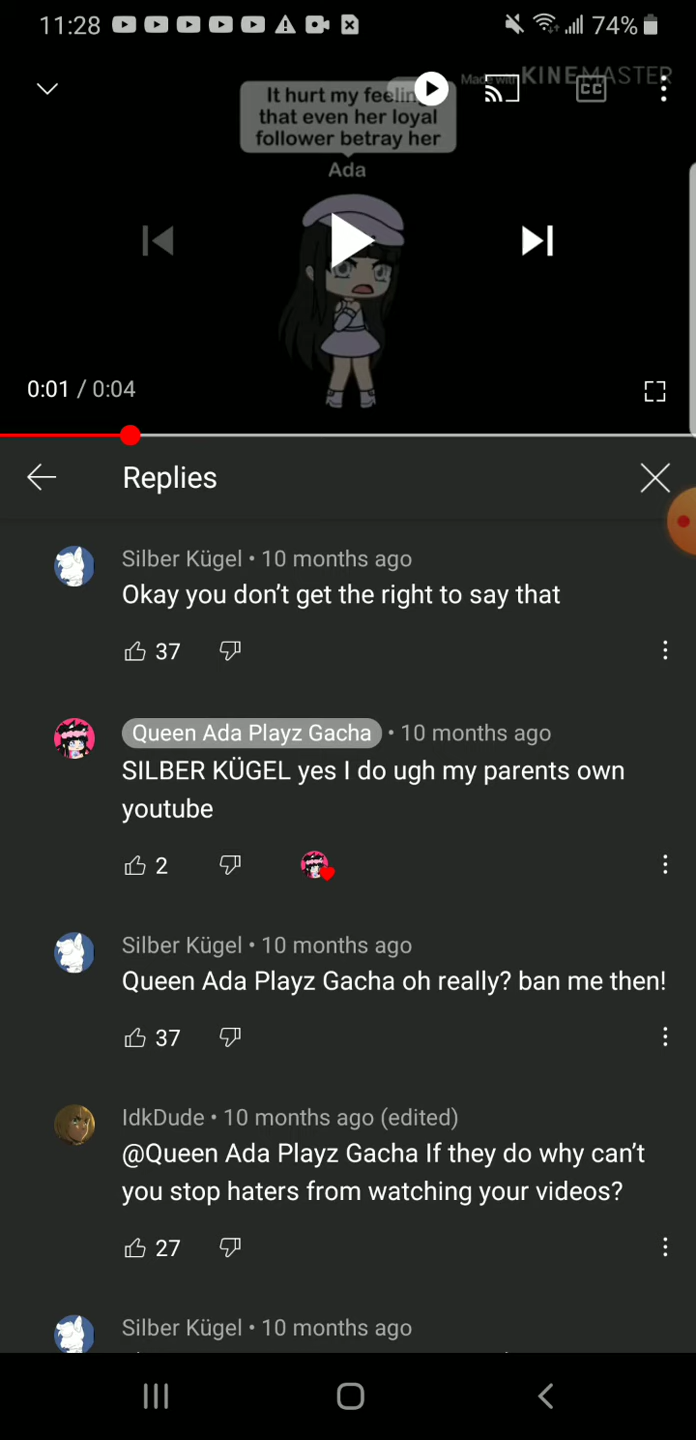 11:28
74%
Made with KINEMASTER
CC
It hurt my feeling
that even her loyal
follower betray her
Ada
0:01 / 0:04
Replies
Silber Kügel • 10 months ago
Okay you don’t get the right to say that
37
Queen Ada Playz Gacha • 10 months ago
SILBER KÜGEL yes I do ugh my parents own
youtube
2
Silber Kügel • 10 months ago
Queen Ada Playz Gacha oh really? ban me then!
37
IdkDude • 10 months ago (edited)
@Queen Ada Playz Gacha If they do why can’t
you stop haters from watching your videos?
27
Silber Kügel • 10 months ago